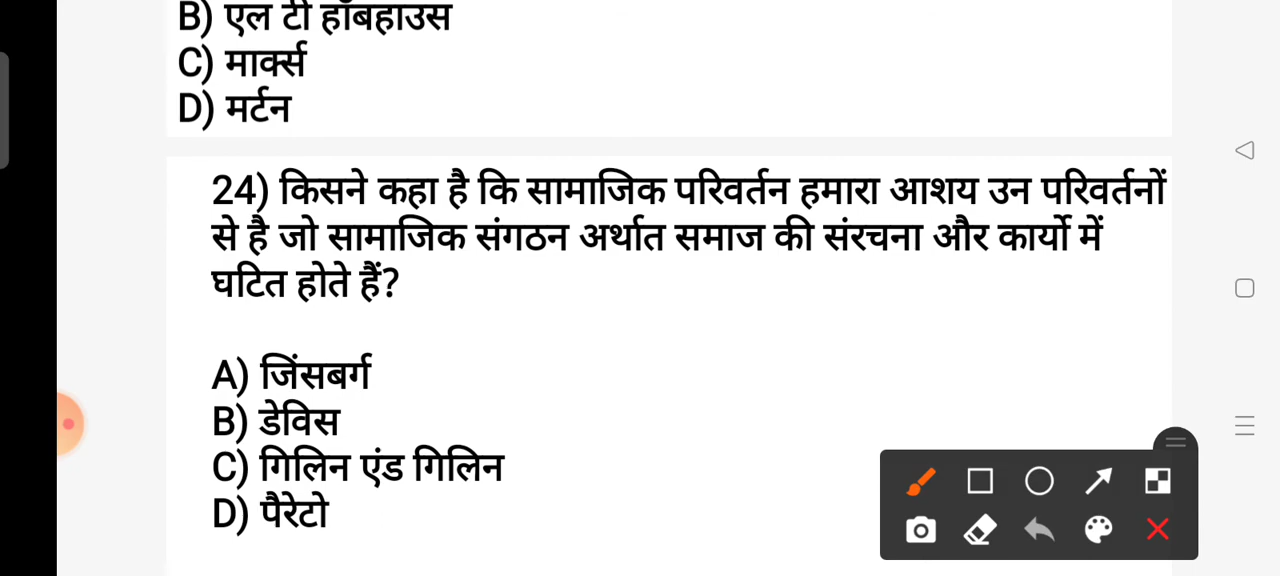 B) एल टी हॉबहाउस
C) मार्क्स
D) मर्टन
24) किसने कहा है कि सामाजिक परिवर्तन हमारा आशय उन परिवर्तनों
से है जो सामाजिक संगठन अर्थात समाज की संरचना और कार्यो में
घटित होते हैं?
A) जिंसबर्ग
B) डेविस
C) गिलिन एंड गिलिन
D) पैरेटो